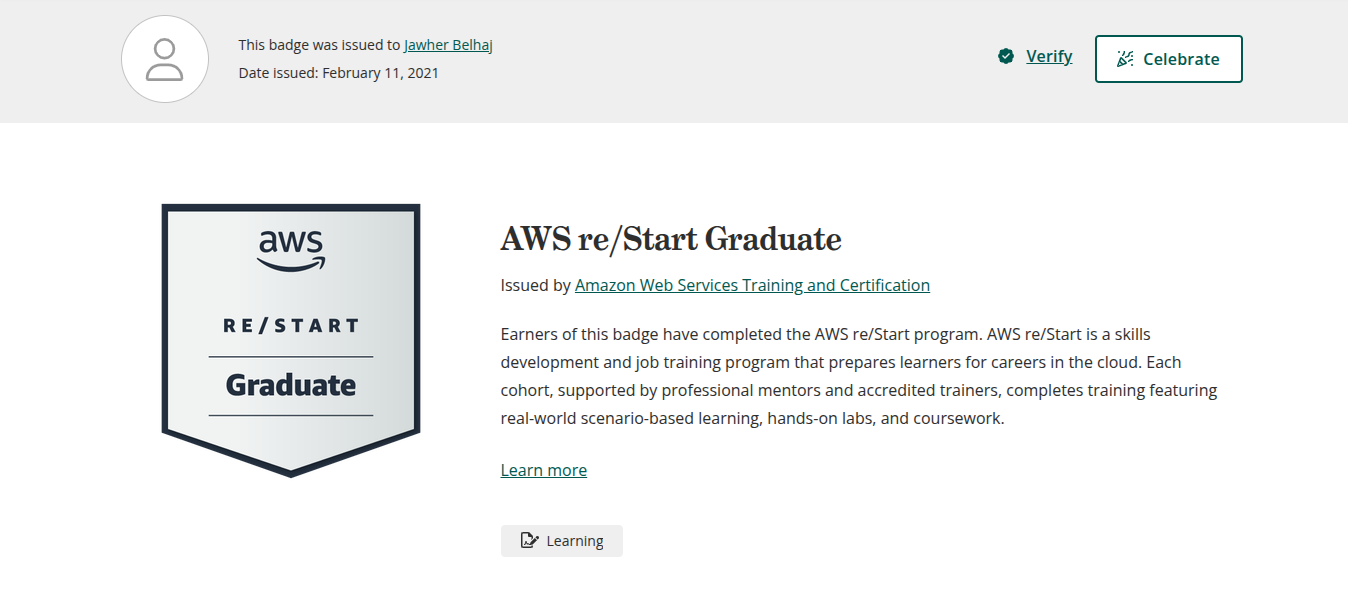 This badge was issued to Jawher Belhaj
Date issued: February 11, 2021
Verify
Celebrate
aws
RE/START
Graduate
AWS re/Start Graduate
Issued by Amazon Web Services Training and Certification
Earners of this badge have completed the AWS re/Start program. AWS re/Start is a skills
development and job training program that prepares learners for careers in the cloud. Each
cohort, supported by professional mentors and accredited trainers, completes training featuring
real-world scenario-based learning, hands-on labs, and coursework.
Learn more
Learning